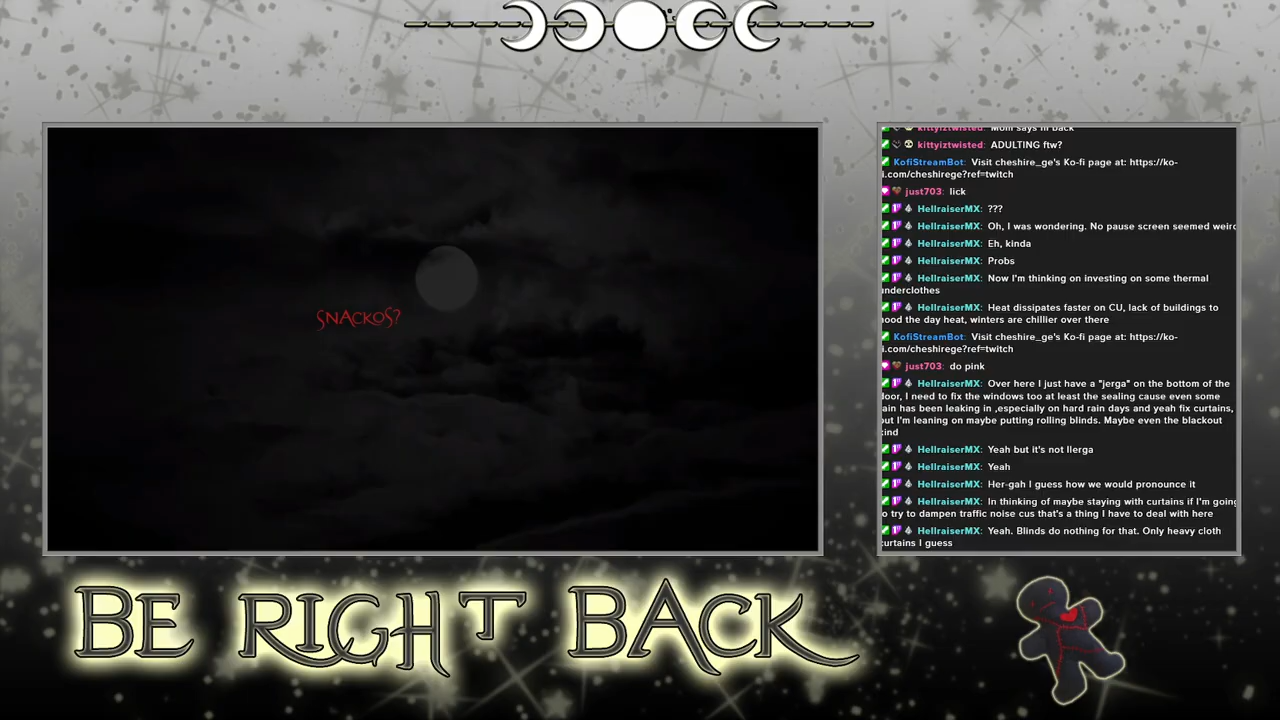 SNACKOS?
kittyiztwisted: Mom says ill back
kittyiztwisted: ADULTING ftw?
KofiStreamBot: Visit cheshire_ge's Ko-fi page at: https://ko-
i.com/cheshirege?ref=twitch
just703: lick
HellraiserMX: ???
HellraiserMX: Oh, I was wondering. No pause screen seemed weird
HellraiserMX: Eh, kinda
HellraiserMX: Probs
HellraiserMX: Now I'm thinking on investing on some thermal
underclothes
HellraiserMX: Heat dissipates faster on CU, lack of buildings to
hood the day heat, winters are chillier over there
KofiStreamBot: Visit cheshire_ge's Ko-fi page at: https://ko-
i.com/cheshirege?ref=twitch
just703: do pink
HellraiserMX: Over here I just have a "jerga" on the bottom of the
door, I need to fix the windows too at least the sealing cause even some
rain has been leaking in ,especially on hard rain days and yeah fix curtains,
but I'm leaning on maybe putting rolling blinds. Maybe even the blackout
kind
HellraiserMX: Yeah but it's not llerga
HellraiserMX: Yeah
HellraiserMX: Her-gah I guess how we would pronounce it
HellraiserMX: In thinking of maybe staying with curtains if I'm going
to try to dampen traffic noise cus that's a thing I have to deal with here
HellraiserMX: Yeah. Blinds do nothing for that. Only heavy cloth
curtains I guess
BE RIGHT BACK